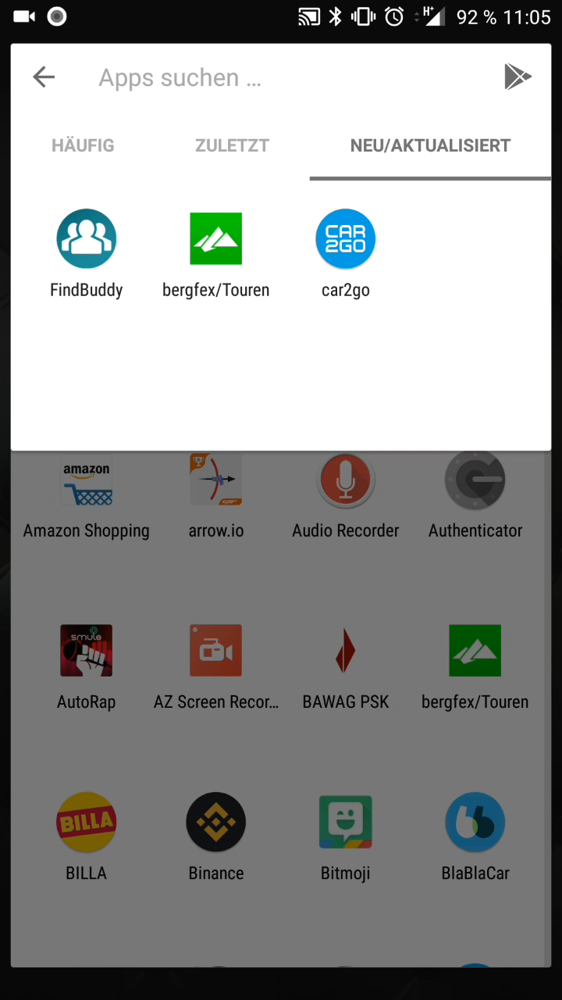 H+ 92 % 11:05
Apps suchen ...
HÄUFIG ZULETZT NEU/AKTUALISIERT
CAR
2GO
FindBuddy bergfex/Touren car2go
amazon
Amazon Shopping arrow.io Audio Recorder Authenticator
smule
AutoRap AZ Screen Recor... BAWAG PSK bergfex/Touren
BILLA
BILLA Binance Bitmoji BlaBlaCar